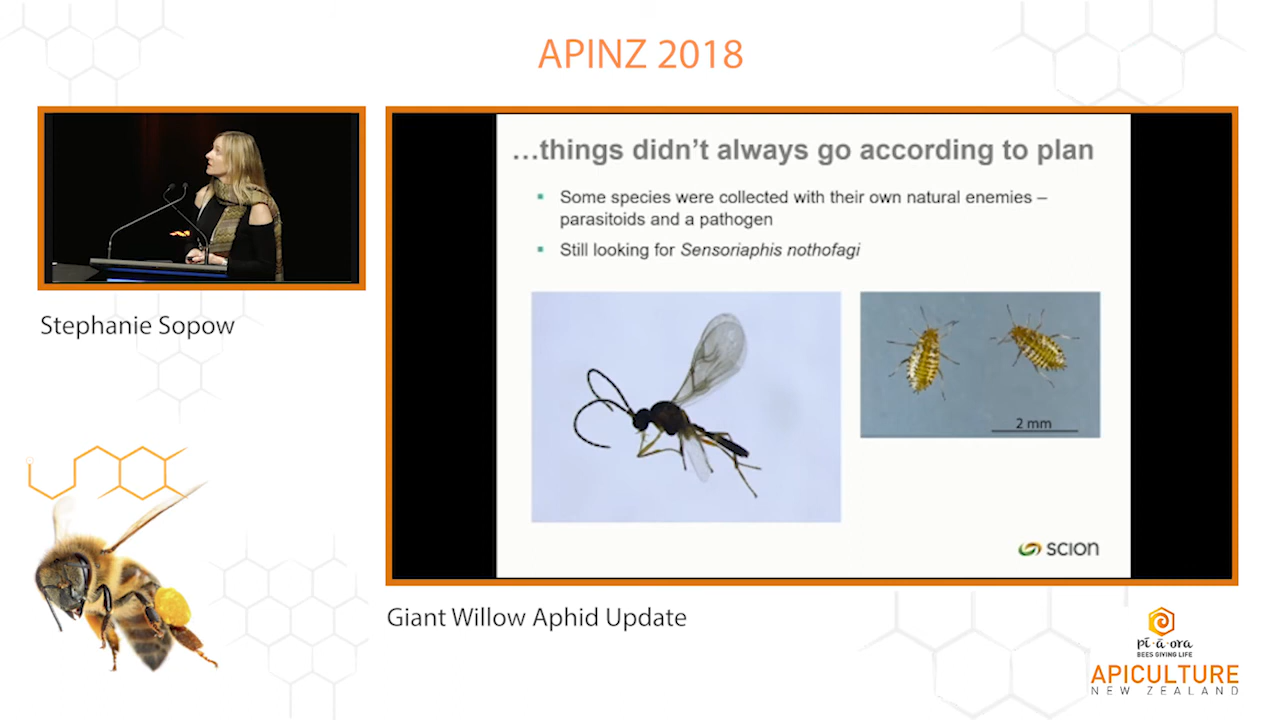 APINZ 2018
Stephanie Sopow
…things didn't always go according to plan
Some species were collected with their own natural enemies –
parasitoids and a pathogen
Still looking for Sensoriaphis nothofagi
2 mm
scion
Giant Willow Aphid Update
pī-ā-ora
BEES GIVING LIFE
APICULTURE
NEW ZEALAND